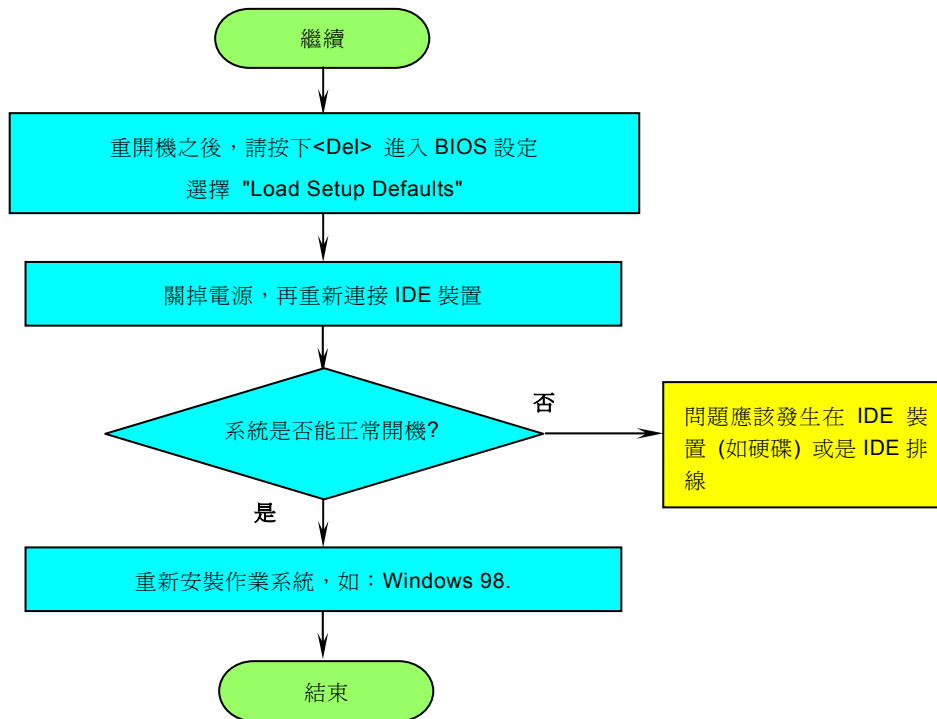 繼續
重開機之後，請按下<Del> 進入 BIOS 設定
選擇 "Load Setup Defaults"
關掉電源，再重新連接 IDE 裝置
系統是否能正常開機?
否
問題應該發生在 IDE 裝
置 (如硬碟) 或是 IDE 排
線
是
重新安裝作業系統，如：Windows 98.
結束